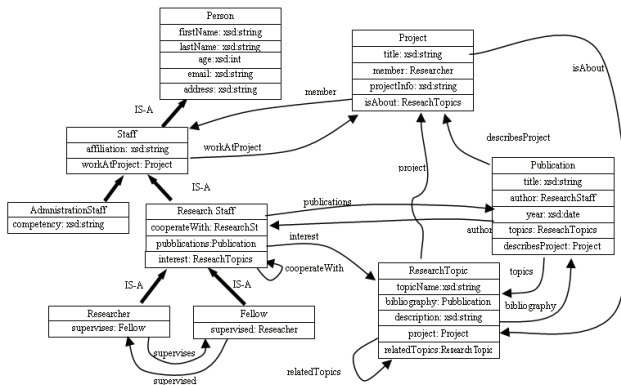 Person
firstName: xsd:string
lastName: xsd:string
age:xsd:int
email: xsd:string
address: xsd:string
Project
title: xsd:string
member: Researcher
projectInfo: xsd:string
isAbout: ReseachTopics
isAbout
member
IS-A
Staff
affiliation: xsd:string
workAtProject: Project
workAtProject
describesProject
project
Publication
title: xsd:string
author: ResearchStaff
year: xsd:date
topics: ReseachTopics
describesProject: Project
IS-A
AdmnistrationStaff
competency: xsd:string
publications
Research Staff
cooperateWith: ResearchSt
pubblications:Publication
interest: ReseachTopics
author
interest
cooperateWith
ResearchTopic
topicName:xsd:string
bibliography: Pubblication
description: xsd:string
project: Project
relatedTopics:ResearchTopic
topics
bibliography
IS-A
IS-A
Researcher
supervises: Fellow
Fellow
supervised: Reseacher
supervises
supervised
relatedTopics